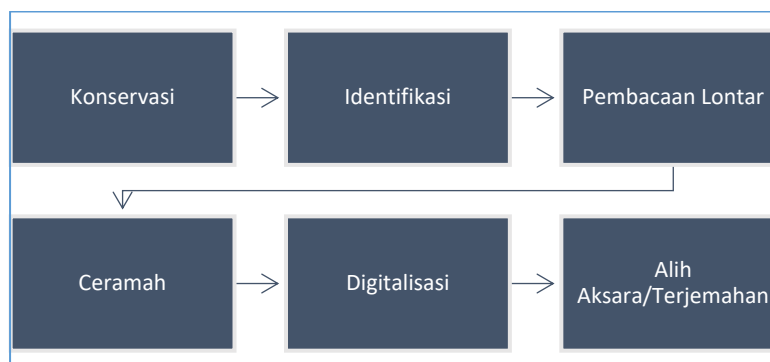 Konservasi
Identifikasi
Pembacaan Lontar
Ceramah
Digitalisasi
Alih
Aksara/Terjemahan